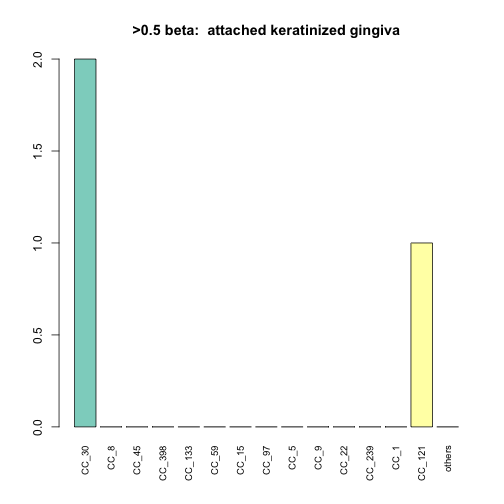 >0.5 beta:  attached keratinized gingiva
2.0
1.5
1.0
0.5
0.0
CC_30
CC_8
CC_45
CC_398
CC_133
CC_59
CC_15
CC_97
CC_5
CC_9
CC_22
CC_239
CC_1
CC_121
others